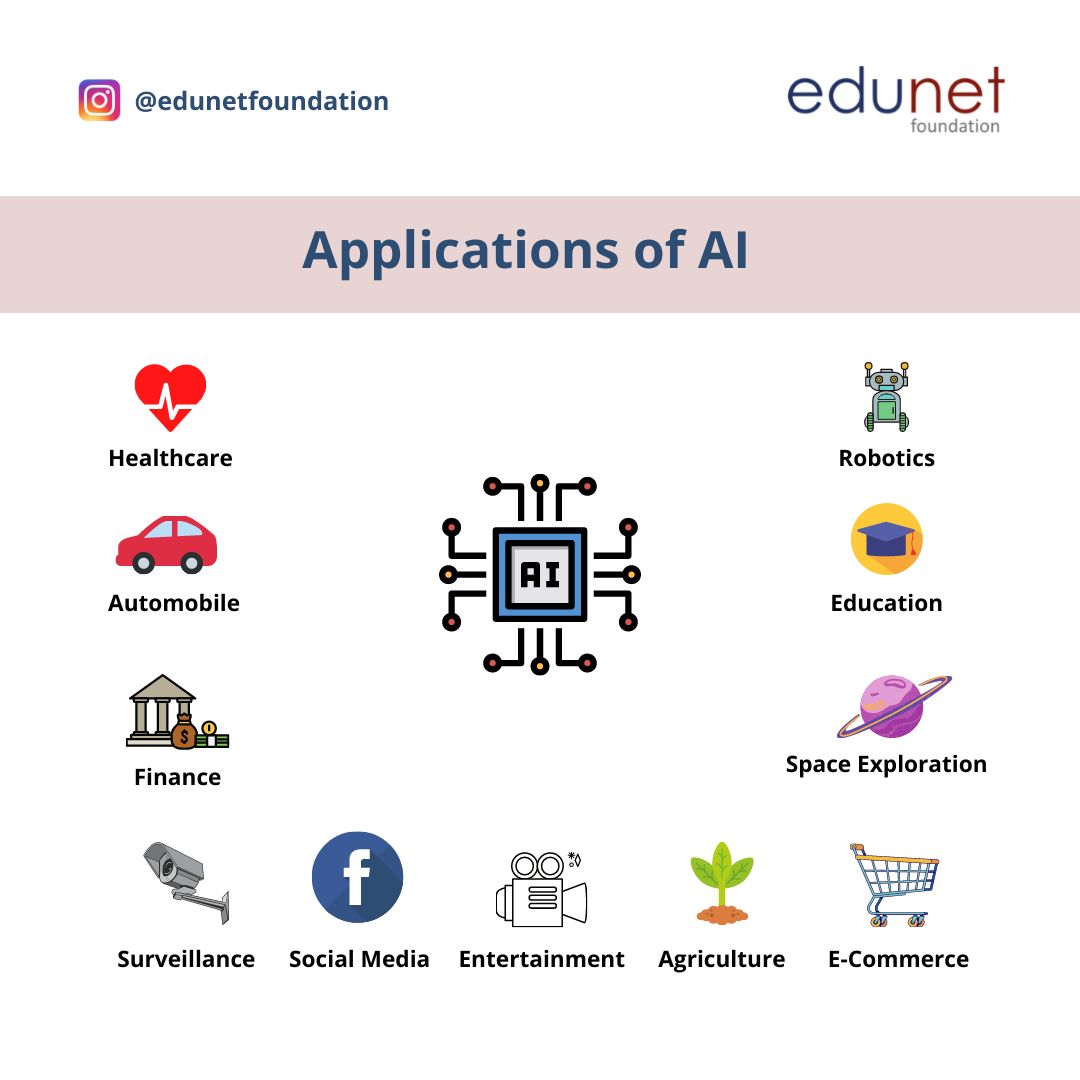 @edunetfoundation
edunet
foundation
Applications of AI
Healthcare
Robotics
AI
Automobile
Education
Finance
$
Space Exploration
f
Surveillance
Social Media
Entertainment
Agriculture
E-Commerce